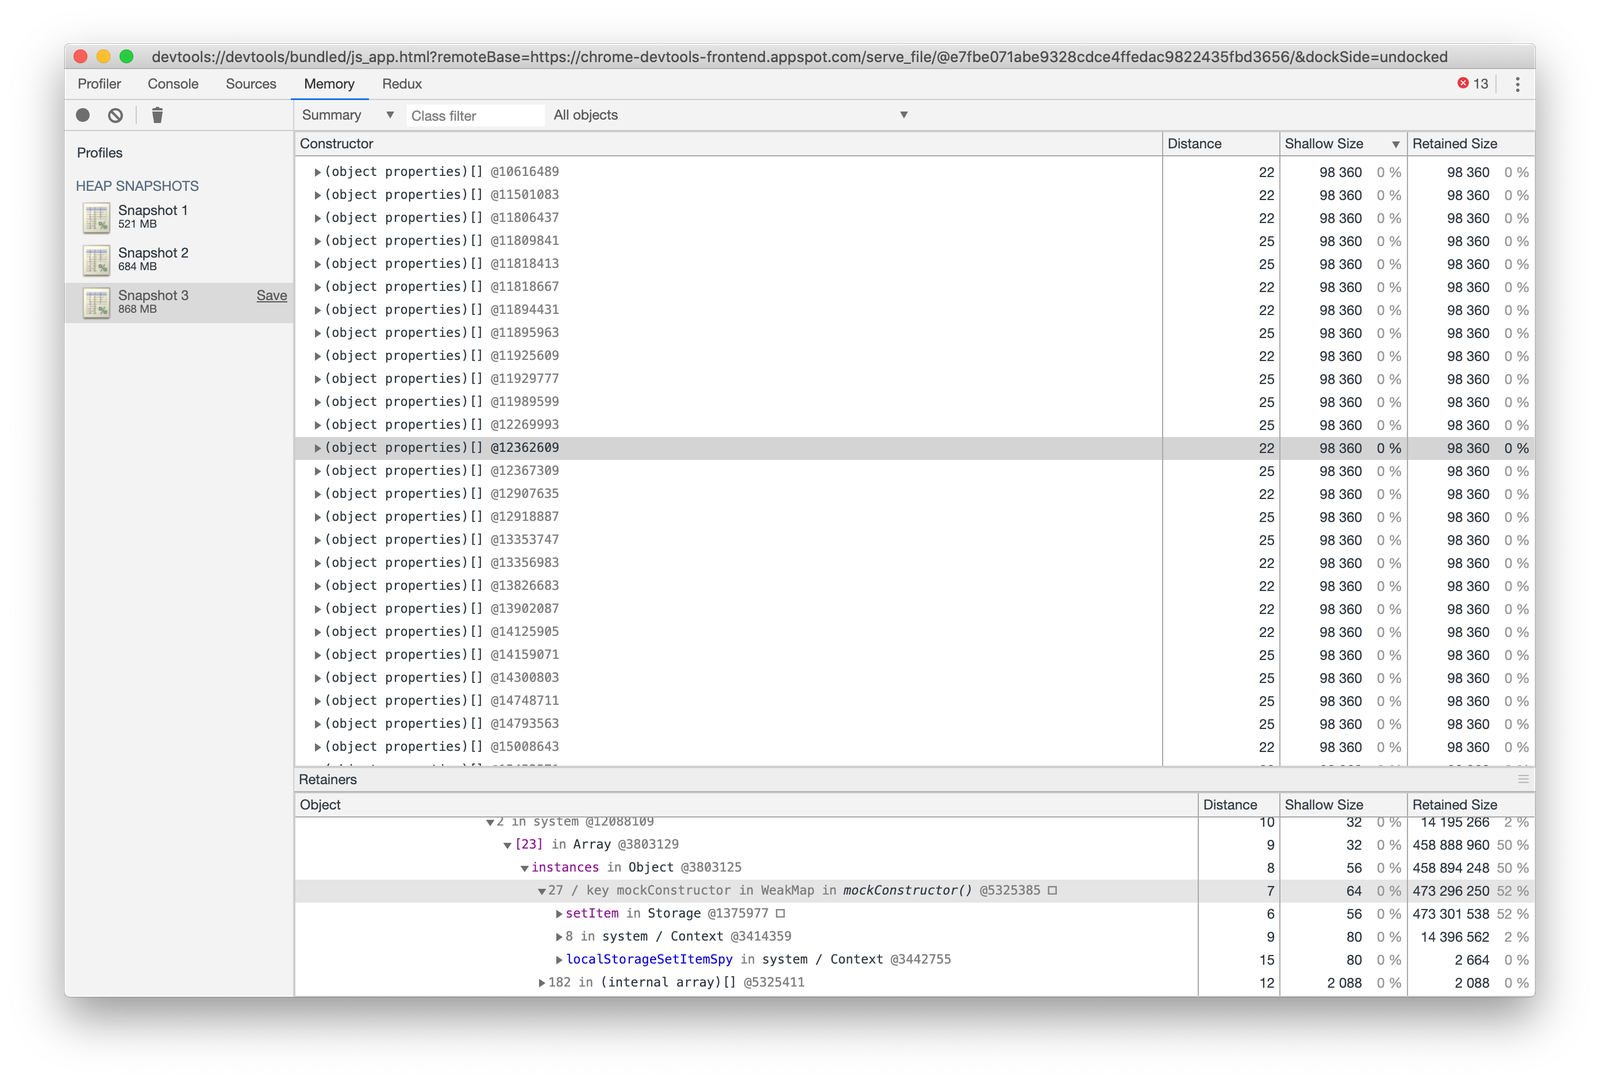 devtools://devtools/bundled/js_app.html?remoteBase=https://chrome-devtools-frontend.appspot.com/serve_file/@e7fbe071abe9328cdce4ffedac9822435fbd3656/&dockSide=undocked
Profiler Console Sources Memory Redux 13
Summary Class filter All objects
Profiles
HEAP SNAPSHOTS
Snapshot 1
521 MB
Snapshot 2
684 MB
Snapshot 3 Save
868 MB
Constructor Distance Shallow Size Retained Size
(object properties)[] @10616489 22 98 360 0 % 98 360 0 %
(object properties)[] @11501083 22 98 360 0 % 98 360 0 %
(object properties)[] @11806437 22 98 360 0 % 98 360 0 %
(object properties)[] @11809841 25 98 360 0 % 98 360 0 %
(object properties)[] @11818413 25 98 360 0 % 98 360 0 %
(object properties)[] @11818667 22 98 360 0 % 98 360 0 %
(object properties)[] @11894431 22 98 360 0 % 98 360 0 %
(object properties)[] @11895963 25 98 360 0 % 98 360 0 %
(object properties)[] @11925609 22 98 360 0 % 98 360 0 %
(object properties)[] @11929777 25 98 360 0 % 98 360 0 %
(object properties)[] @11989599 25 98 360 0 % 98 360 0 %
(object properties)[] @12269993 22 98 360 0 % 98 360 0 %
(object properties)[] @12362609 22 98 360 0 % 98 360 0 %
(object properties)[] @12367309 25 98 360 0 % 98 360 0 %
(object properties)[] @12907635 22 98 360 0 % 98 360 0 %
(object properties)[] @12918887 25 98 360 0 % 98 360 0 %
(object properties)[] @13353747 25 98 360 0 % 98 360 0 %
(object properties)[] @13356983 22 98 360 0 % 98 360 0 %
(object properties)[] @13826683 22 98 360 0 % 98 360 0 %
(object properties)[] @13902087 22 98 360 0 % 98 360 0 %
(object properties)[] @14125905 22 98 360 0 % 98 360 0 %
(object properties)[] @14159071 25 98 360 0 % 98 360 0 %
(object properties)[] @14300803 25 98 360 0 % 98 360 0 %
(object properties)[] @14748711 25 98 360 0 % 98 360 0 %
(object properties)[] @14793563 25 98 360 0 % 98 360 0 %
(object properties)[] @15008643 22 98 360 0 % 98 360 0 %
Retainers
Object Distance Shallow Size Retained Size
2 in system @12088109 10 32 0 % 14 195 266 2 %
[23] in Array @3803129 9 32 0 % 458 888 960 50 %
instances in Object @3803125 8 56 0 % 458 894 248 50 %
27 / key mockConstructor in WeakMap in mockConstructor() @5325385 7 64 0 % 473 296 250 52 %
setItem in Storage @1375977 6 56 0 % 473 301 538 52 %
8 in system / Context @3414359 9 80 0 % 14 396 562 2 %
localStorageSetItemSpy in system / Context @3442755 15 80 0 % 2 664 0 %
182 in (internal array)[] @5325411 12 2 088 0 % 2 088 0 %